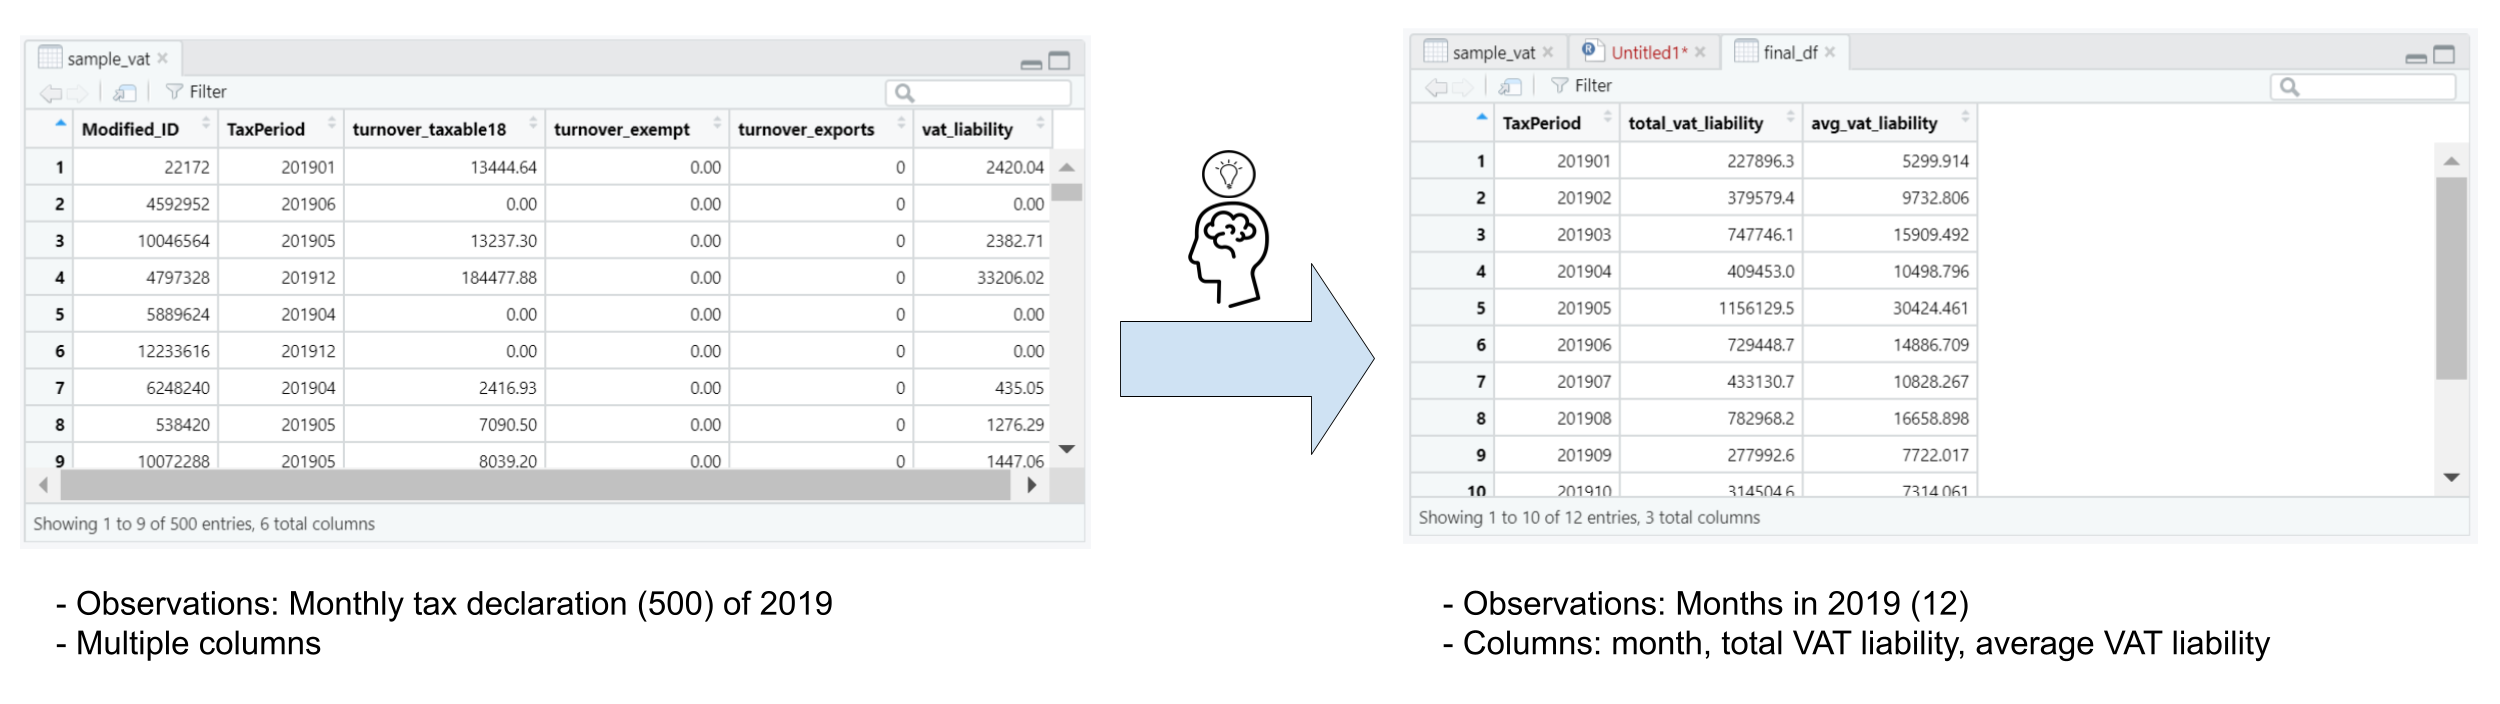 sample_vat
Filter
Modified_ID TaxPeriod turnover_taxable18 turnover_exempt turnover_exports vat_liability
1 22172 201901 13444.64 0.00 0 2420.04
2 4592952 201906 0.00 0.00 0 0.00
3 10046564 201905 13237.30 0.00 0 2382.71
4 4797328 201912 184477.88 0.00 0 33206.02
5 5889624 201904 0.00 0.00 0 0.00
6 12233616 201912 0.00 0.00 0 0.00
7 6248240 201904 2416.93 0.00 0 435.05
8 538420 201905 7090.50 0.00 0 1276.29
9 10072288 201905 8039.20 0.00 0 1447.06
Showing 1 to 9 of 500 entries, 6 total columns
- Observations: Monthly tax declaration (500) of 2019
- Multiple columns
sample_vat Untitled1* final_df
Filter
TaxPeriod total_vat_liability avg_vat_liability
1 201901 227896.3 5299.914
2 201902 379579.4 9732.806
3 201903 747746.1 15909.492
4 201904 409453.0 10498.796
5 201905 1156129.5 30424.461
6 201906 729448.7 14886.709
7 201907 433130.7 10828.267
8 201908 782968.2 16658.898
9 201909 277992.6 7722.017
10 201910 314504.6 7314.061
Showing 1 to 10 of 12 entries, 3 total columns
- Observations: Months in 2019 (12)
- Columns: month, total VAT liability, average VAT liability